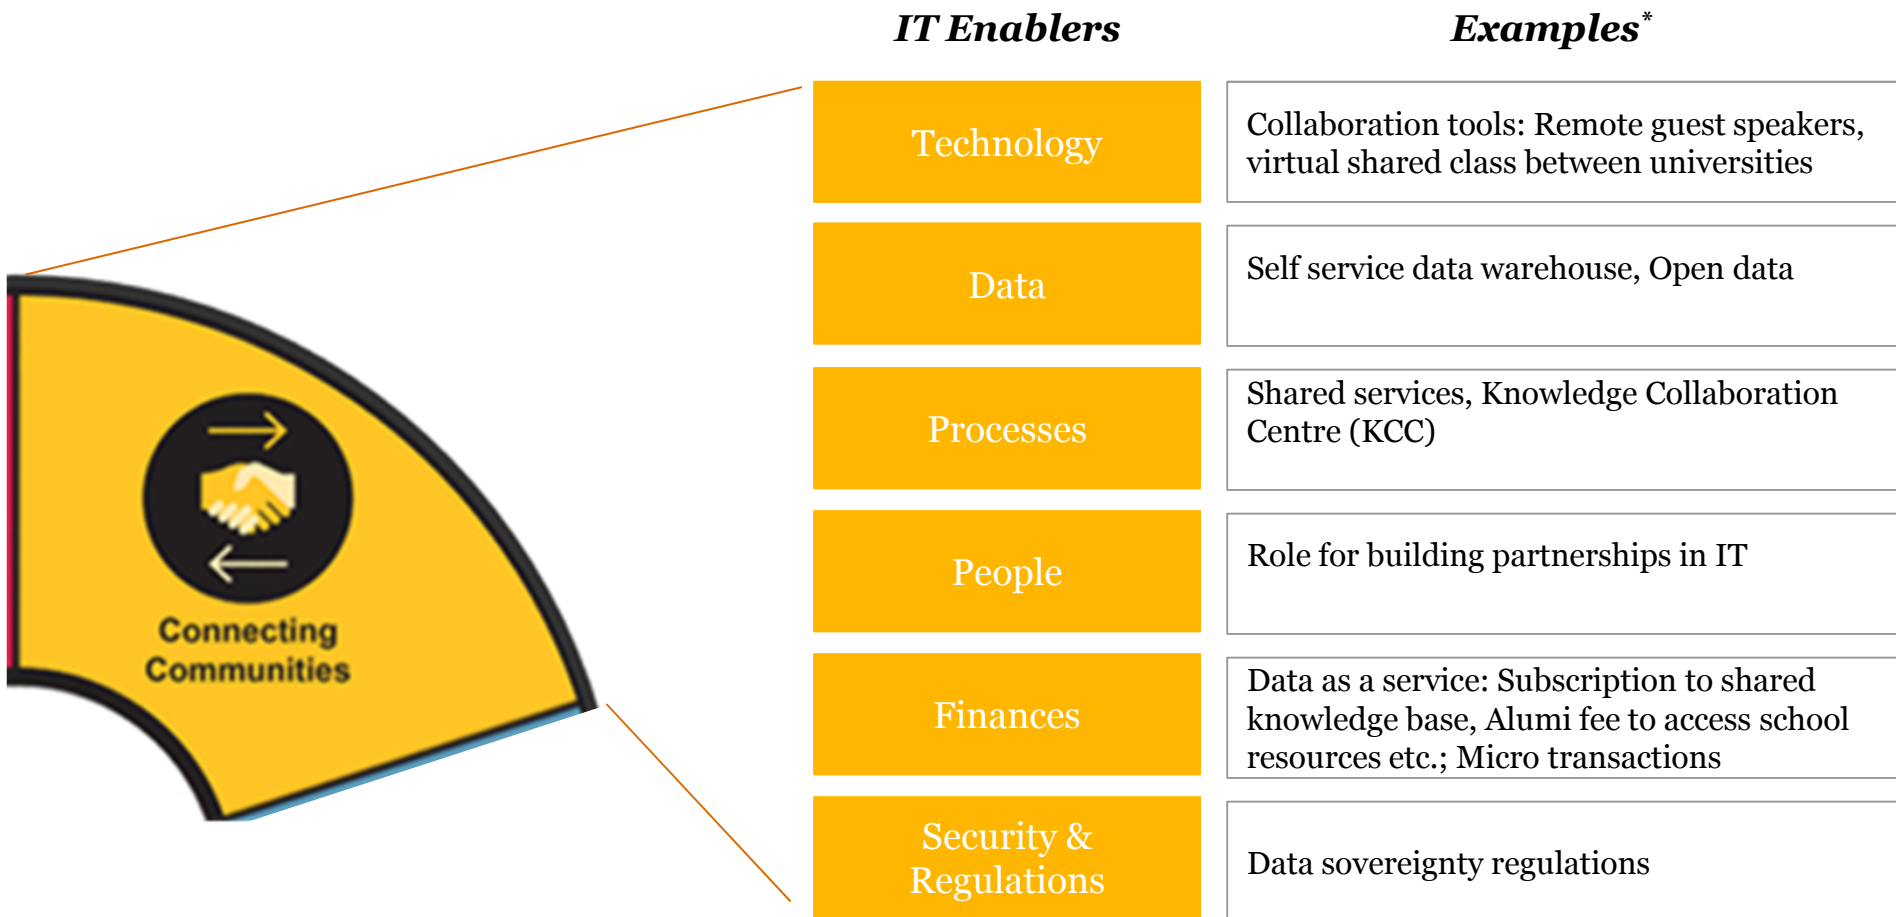 IT Enablers
Examples*
Technology
Collaboration tools: Remote guest speakers,
virtual shared class between universities
Data
Self service data warehouse, Open data
Processes
Shared services, Knowledge Collaboration
Centre (KCC)
People
Role for building partnerships in IT
Finances
Data as a service: Subscription to shared
knowledge base, Alumi fee to access school
resources etc.; Micro transactions
Security &
Regulations
Data sovereignty regulations
Connecting
Communities